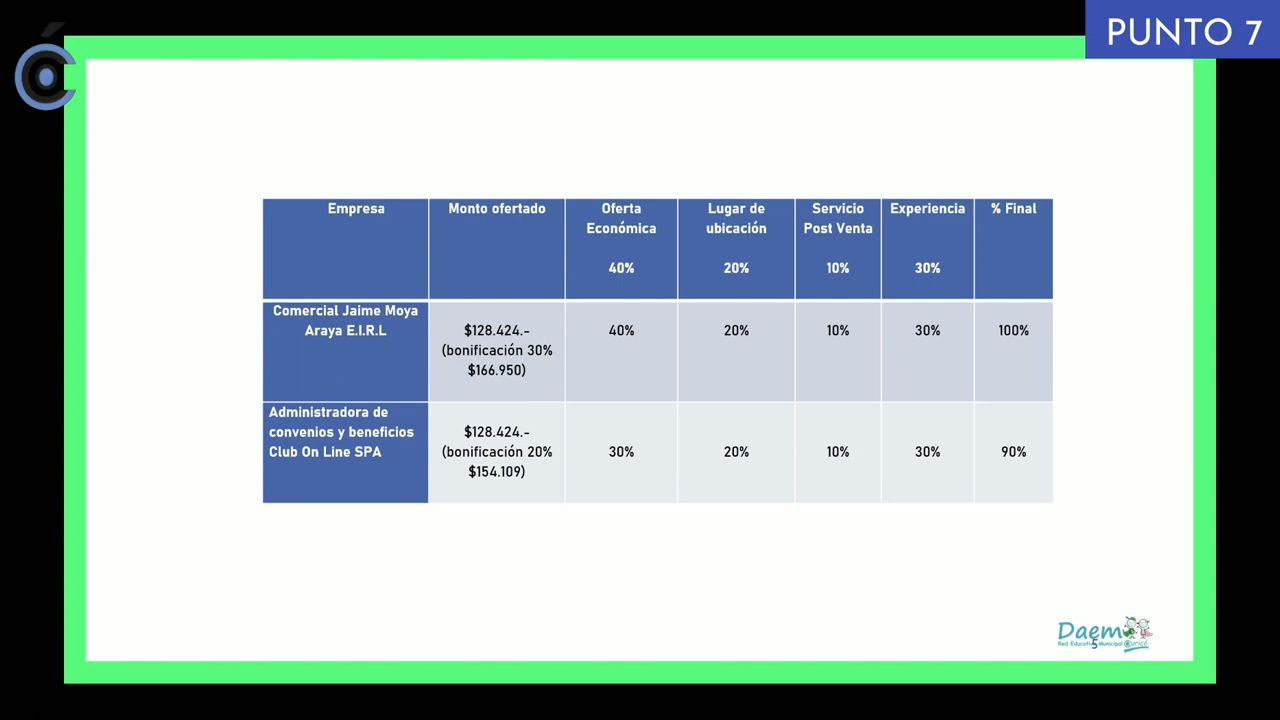 PUNTO 7
Empresa
Monto ofertado
Oferta
Económica
40%
Lugar de
ubicación
20%
Servicio
Post Venta
10%
Experiencia
30%
% Final
Comercial Jaime Moya
Araya E.I.R.L
$128.424.-
(bonificación 30%
$166.950)
40%
20%
10%
30%
100%
Administradora de
convenios y beneficios
Club On Line SPA
$128.424.-
(bonificación 20%
$154.109)
30%
20%
10%
30%
90%
Daem
Red Educativa Municipal
5